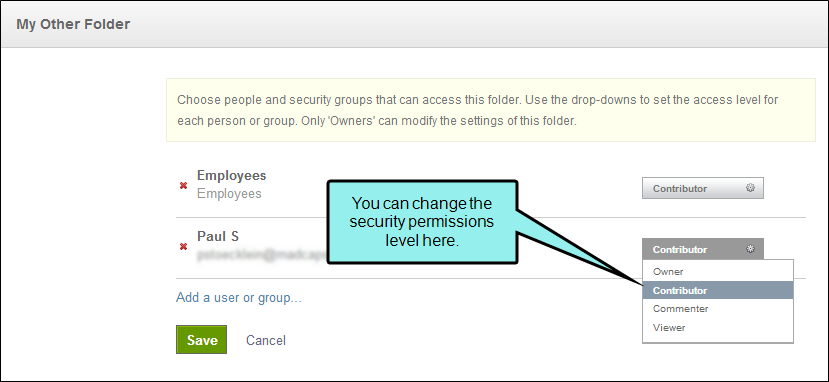 My Other Folder
Choose people and security groups that can access this folder. Use the drop-downs to set the access level for
each person or group. Only 'Owners' can modify the settings of this folder.
Employees
Employees
Contributor
You can change the
security permissions
level here.
Paul S
Contributor
Owner
Contributor
Commenter
Viewer
Add a user or group...
Save
Cancel